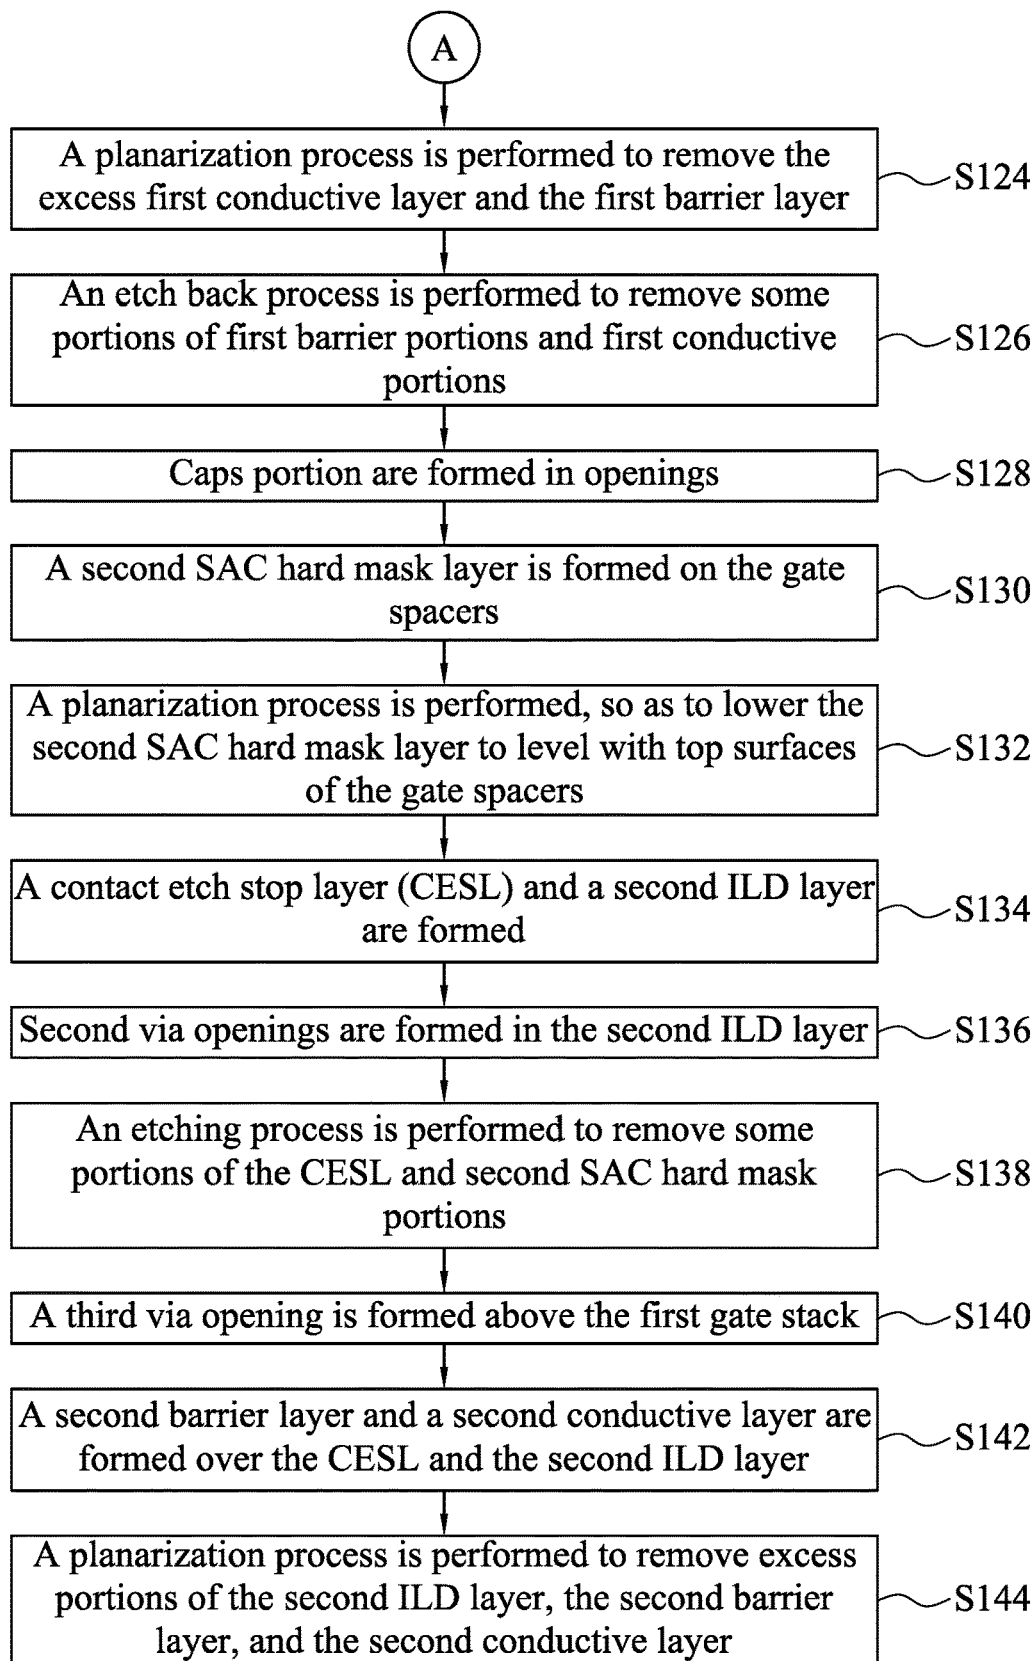 A
A planarization process is performed to remove the
excess first conductive layer and the first barrier layer
S124
An etch back process is performed to remove some
portions of first barrier portions and first conductive
portions
S126
Caps portion are formed in openings
S128
A second SAC hard mask layer is formed on the gate
spacers
S130
A planarization process is performed, so as to lower the
second SAC hard mask layer to level with top surfaces
of the gate spacers
S132
A contact etch stop layer (CESL) and a second ILD layer
are formed
S134
Second via openings are formed in the second ILD layer
S136
An etching process is performed to remove some
portions of the CESL and second SAC hard mask
portions
S138
A third via opening is formed above the first gate stack
S140
A second barrier layer and a second conductive layer are
formed over the CESL and the second ILD layer
S142
A planarization process is performed to remove excess
portions of the second ILD layer, the second barrier
layer, and the second conductive layer
S144